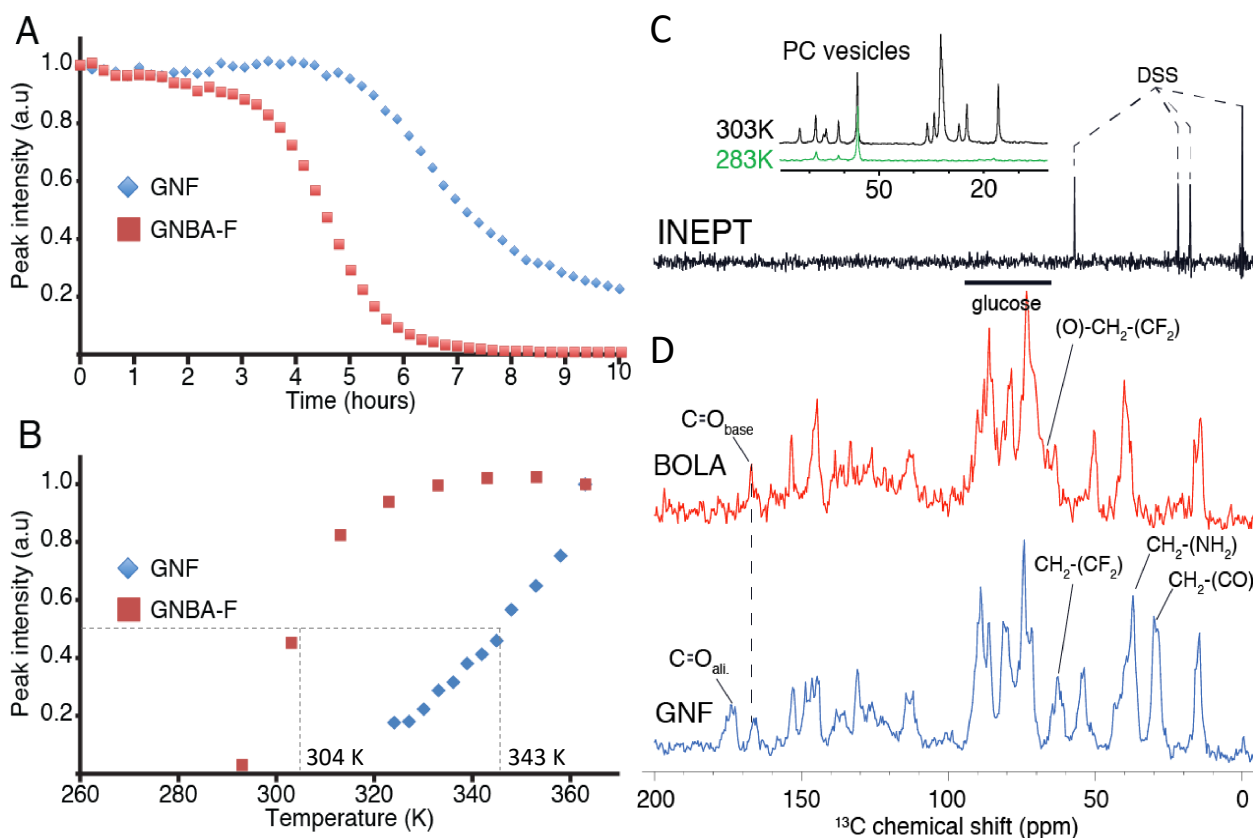 A
Peak intensity (a.u)
1.0
0.8
0.6
0.4
0.2
GNF
GNBA-F
0 1 2 3 4 5 6 7 8 9 10
Time (hours)
B
Peak intensity (a.u)
1.0
0.8
0.6
0.4
0.2
GNF
GNBA-F
304 K
343 K
260 280 300 320 340 360
Temperature (K)
C
PC vesicles
303K
283K
50 20
DSS
INEPT
glucose
D
(O)-CH₂-(CF₂)
C=O base
BOLA
CH₂-(CF₂)
CH₂-(NH₂)
CH₂-(CO)
C=O ali.
GNF
200 150 100 50 0
¹³C chemical shift (ppm)